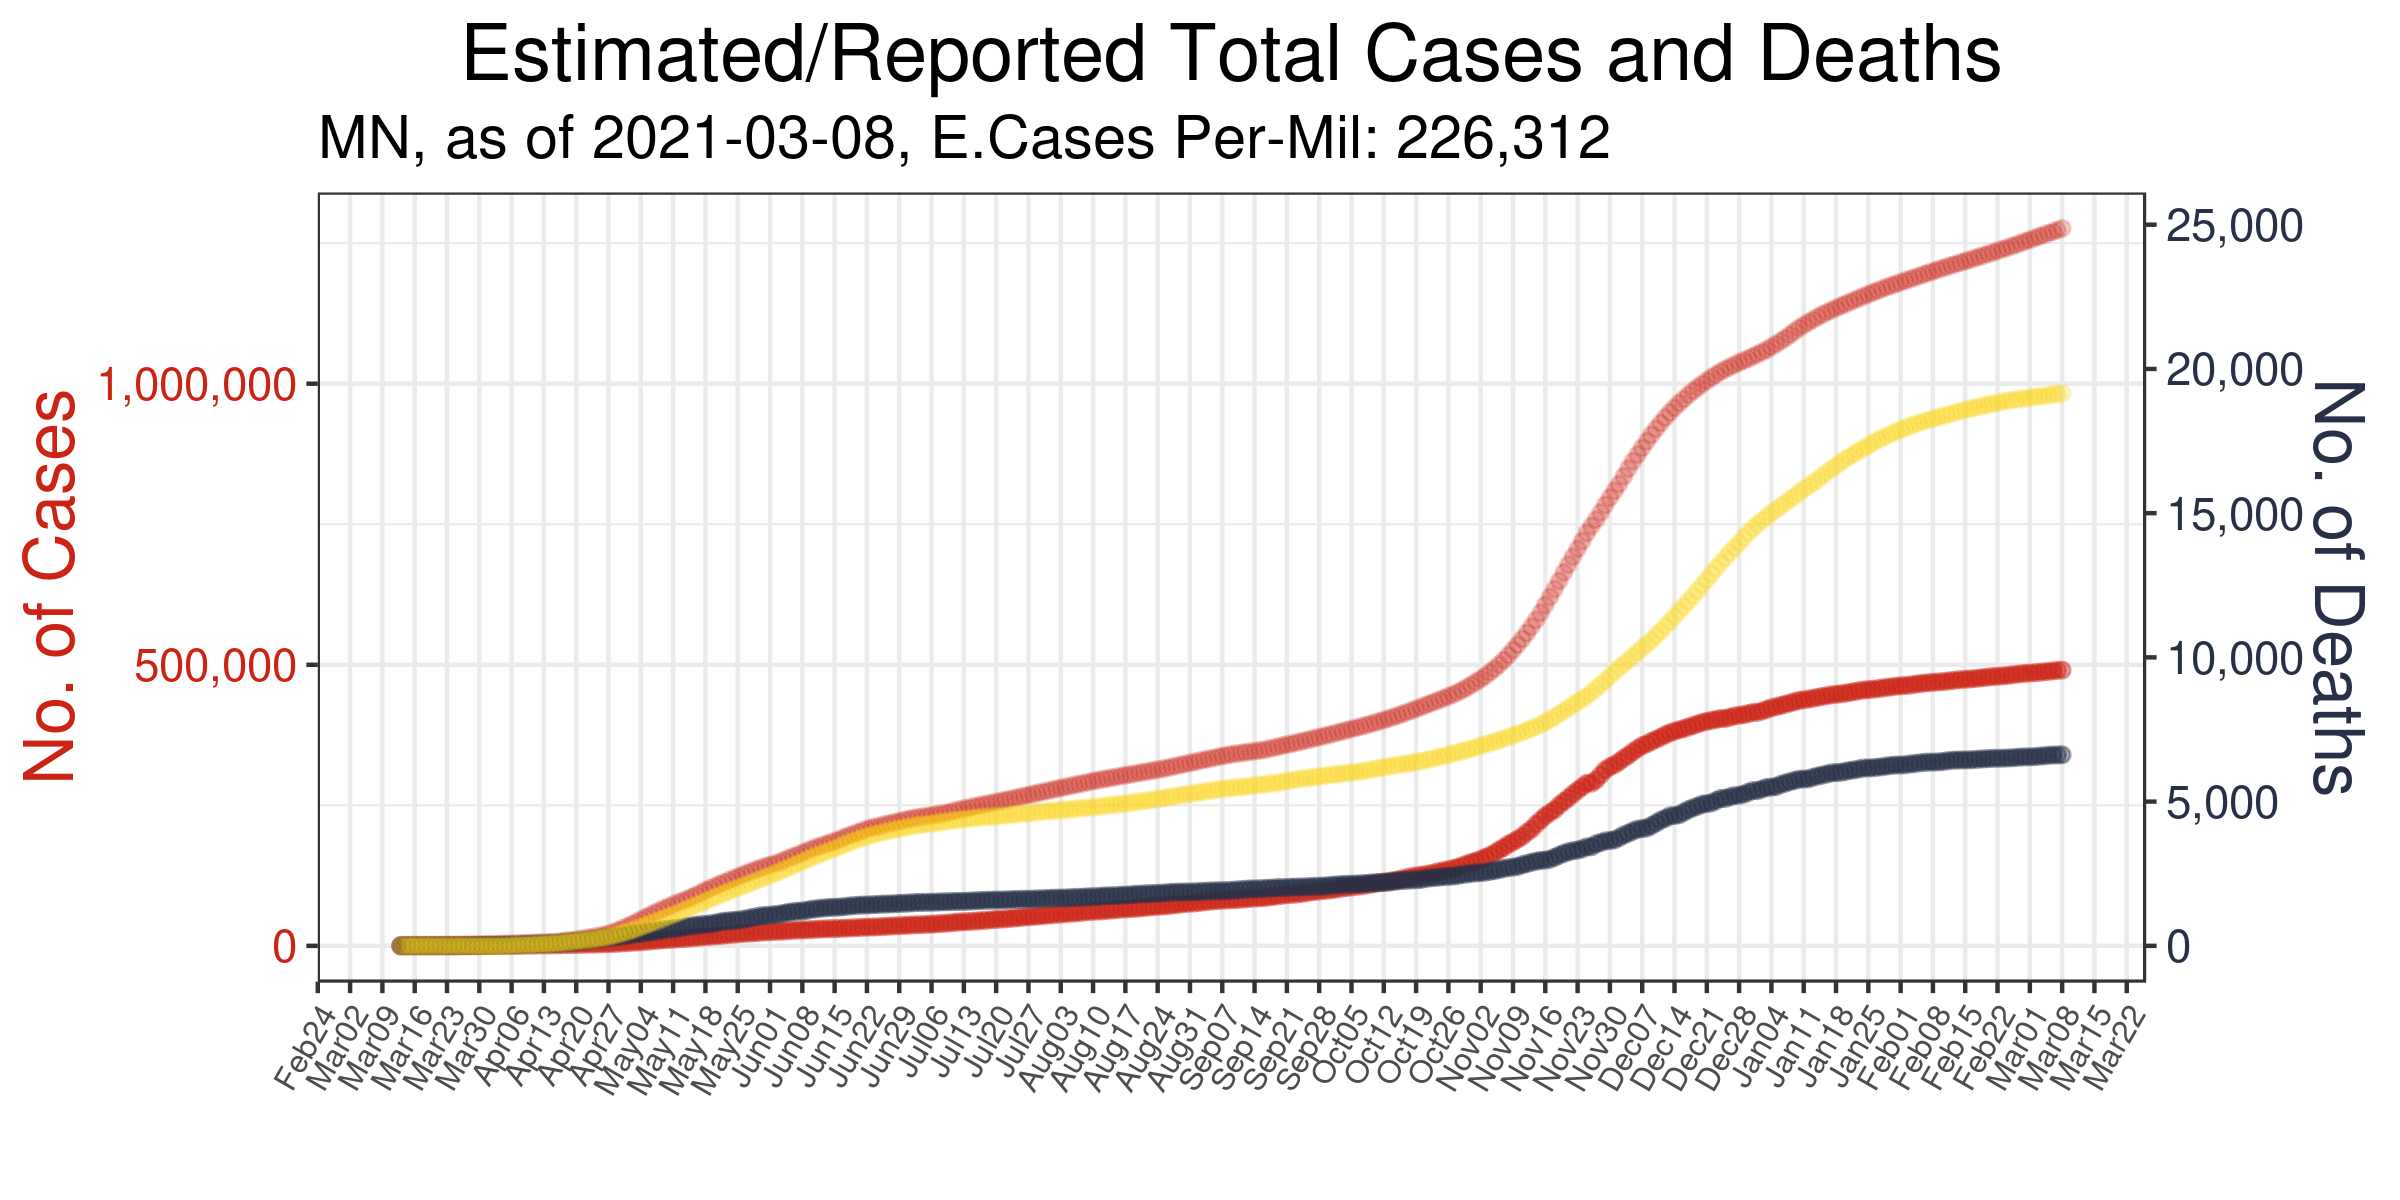 Estimated/Reported Total Cases and Deaths
MN, as of 2021-03-08, E.Cases Per-Mil: 226,312
No. of Cases
1,000,000
500,000
0
25,000
20,000
15,000
10,000
5,000
0
No. of Deaths
Feb24
Mar02
Mar09
Mar16
Mar23
Mar30
Apr06
Apr13
Apr20
Apr27
May04
May11
May18
May25
Jun01
Jun08
Jun15
Jun22
Jun29
Jul06
Jul13
Jul20
Jul27
Aug03
Aug10
Aug17
Aug24
Aug31
Sep07
Sep14
Sep21
Sep28
Oct05
Oct12
Oct19
Oct26
Nov02
Nov09
Nov16
Nov23
Nov30
Dec07
Dec14
Dec21
Dec28
Jan04
Jan11
Jan18
Jan25
Feb01
Feb08
Feb15
Feb22
Mar01
Mar08
Mar15
Mar22